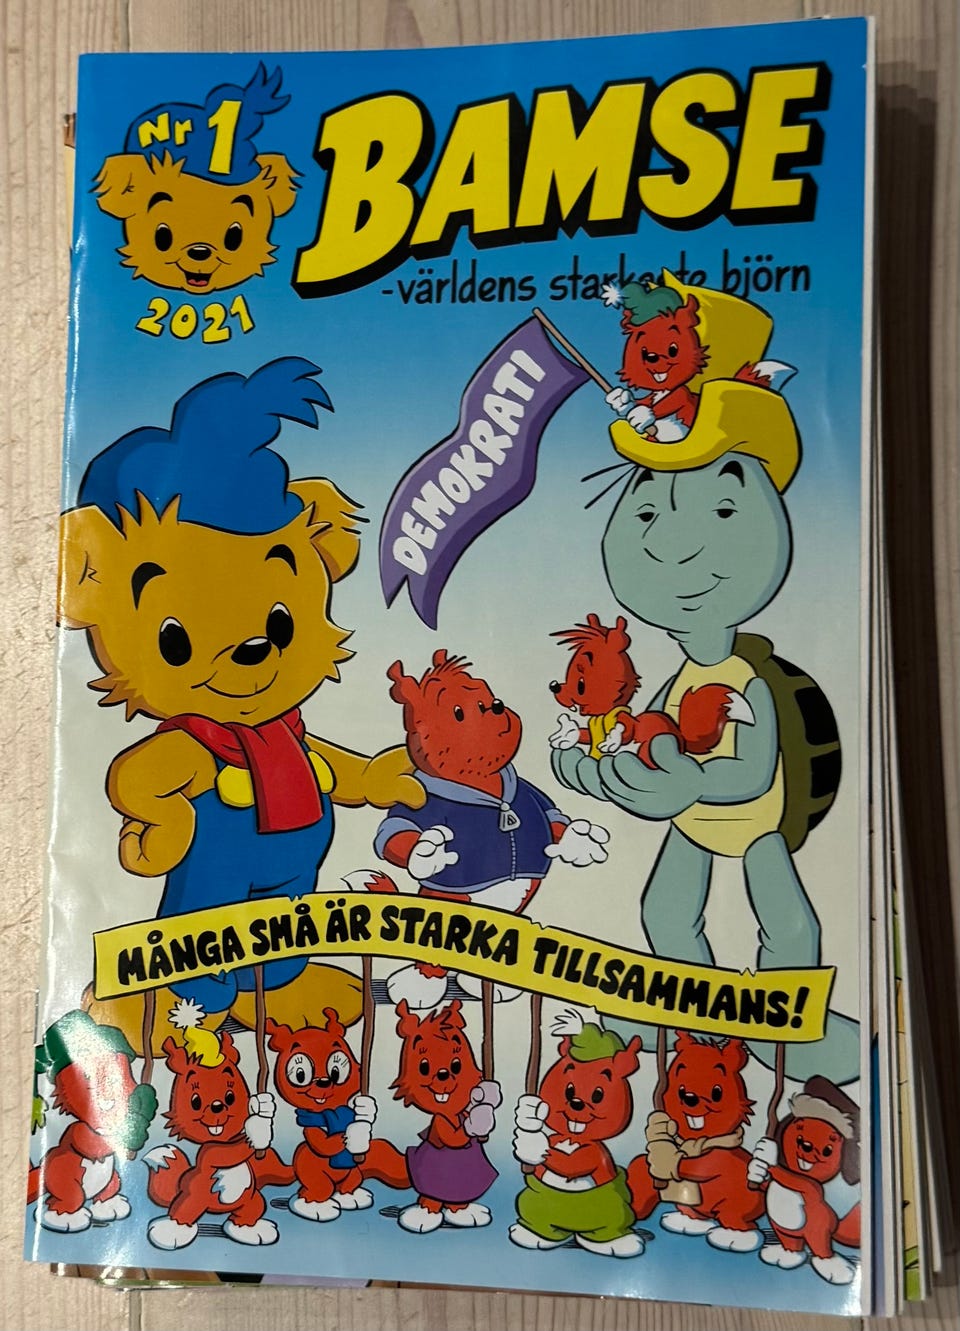 Nr 1
2021
BAMSE
-världens starkaste björn
DEMOKRATI
MÅNGA SMÅ ÄR STARKA TILLSAMMANS!